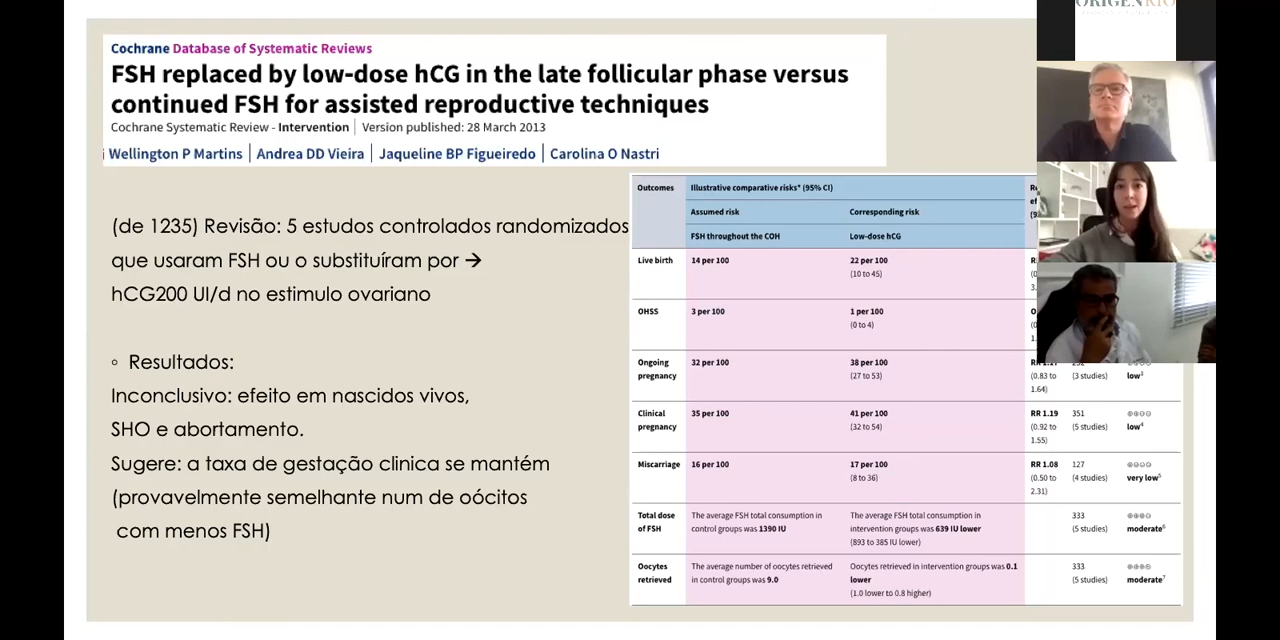 ORIGENRIO
Cochrane Database of Systematic Reviews
FSH replaced by low-dose hCG in the late follicular phase versus
continued FSH for assisted reproductive techniques
Cochrane Systematic Review - Intervention | Version published: 28 March 2013
Wellington P Martins | Andrea DD Vieira | Jaqueline BP Figueiredo | Carolina O Nastri
(de 1235) Revisão: 5 estudos controlados randomizados
que usaram FSH ou o substituíram por →
hCG200 UI/d no estimulo ovariano
Resultados:
Inconclusivo: efeito em nascidos vivos,
SHO e abortamento.
Sugere: a taxa de gestação clinica se mantém
(provavelmente semelhante num de oócitos
com menos FSH)
Outcomes Illustrative comparative risks* (95% CI)
Assumed risk Corresponding risk
FSH throughout the COH Low-dose hCG
Live birth 14 per 100 22 per 100
(10 to 45)
OHSS 3 per 100 1 per 100
(0 to 4)
Ongoing 32 per 100 38 per 100
pregnancy (27 to 53) (0.83 to (3 studies) low3
1.64)
Clinical 35 per 100 41 per 100 RR 1.19 351
pregnancy (32 to 54) (0.92 to (5 studies) low4
1.55)
Miscarriage 16 per 100 17 per 100 RR 1.08 127
(8 to 36) (0.50 to (4 studies) very low5
2.31)
Total dose The average FSH total consumption in The average FSH total consumption in 333
of FSH control groups was 1390 IU intervention groups was 639 IU lower (5 studies) moderate6
(893 to 385 IU lower)
Oocytes The average number of oocytes retrieved Oocytes retrieved in intervention groups was 0.1 333
retrieved in control groups was 9.0 lower (5 studies) moderate7
(1.0 lower to 0.8 higher)